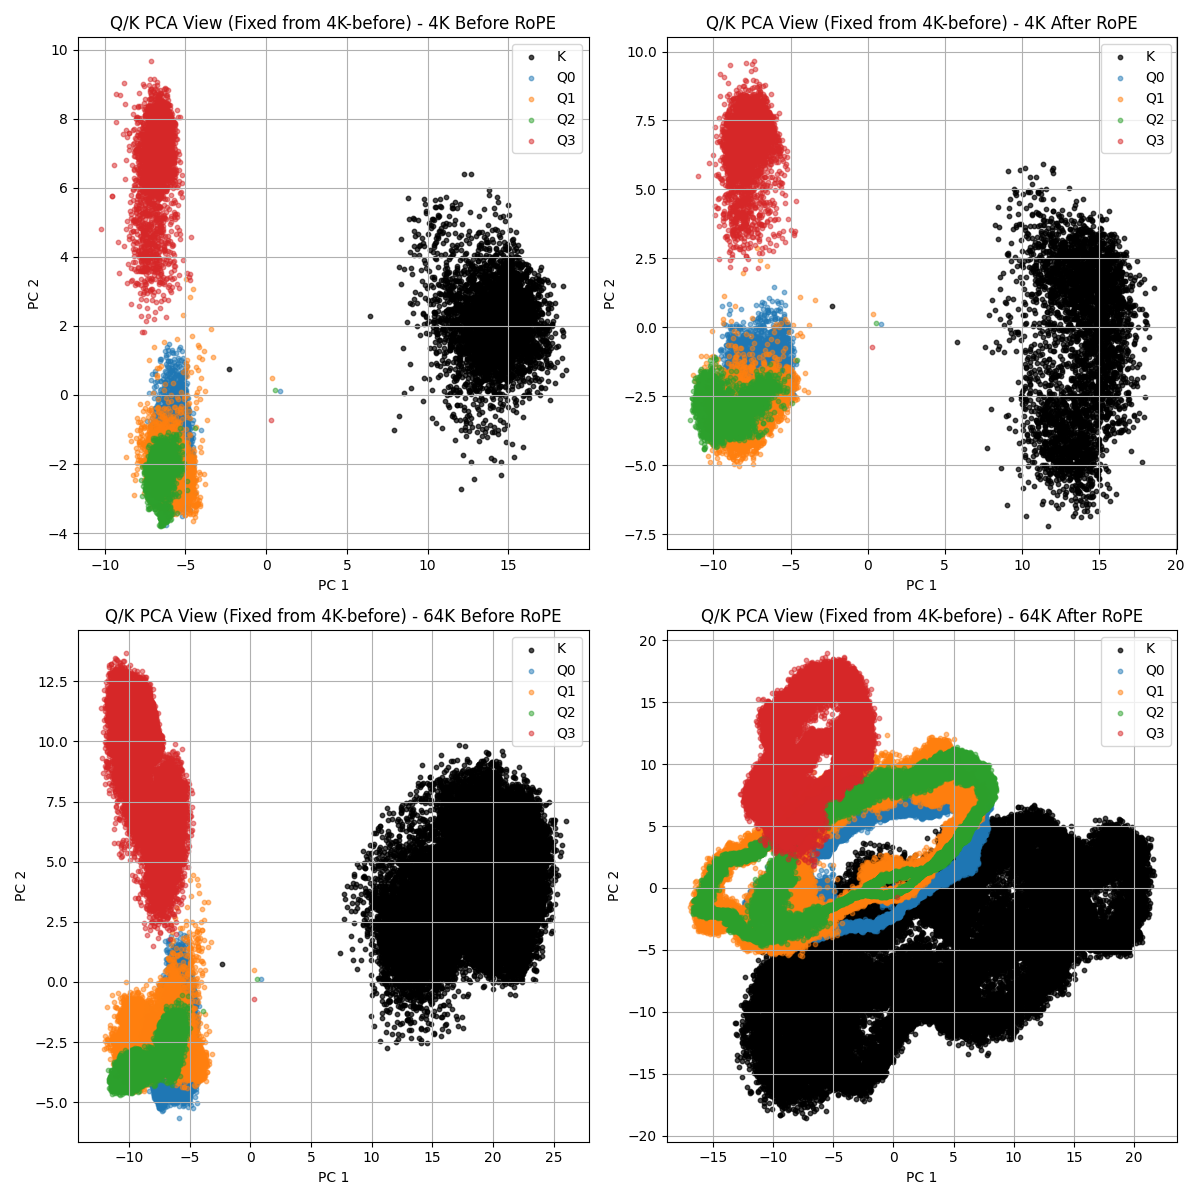 Q/K PCA View (Fixed from 4K-before) - 4K Before RoPE
10
8
6
4
2
0
−2
−4
PC 2
−10
−5
0
5
10
15
PC 1
K
Q0
Q1
Q2
Q3
Q/K PCA View (Fixed from 4K-before) - 4K After RoPE
10.0
7.5
5.0
2.5
0.0
−2.5
−5.0
−7.5
PC 2
−10
−5
0
5
10
15
20
PC 1
K
Q0
Q1
Q2
Q3
Q/K PCA View (Fixed from 4K-before) - 64K Before RoPE
12.5
10.0
7.5
5.0
2.5
0.0
−2.5
−5.0
PC 2
−10
−5
0
5
10
15
20
25
PC 1
K
Q0
Q1
Q2
Q3
Q/K PCA View (Fixed from 4K-before) - 64K After RoPE
20
15
10
5
0
−5
−10
−15
−20
PC 2
−15
−10
−5
0
5
10
15
20
PC 1
K
Q0
Q1
Q2
Q3